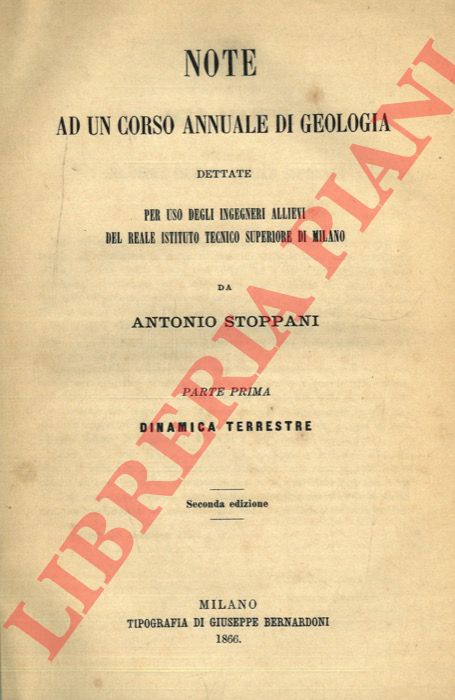 NOTE
AD UN CORSO ANNUALE DI GEOLOGIA
DETTATE
PER USO DEGLI INGEGNERI ALLIEVI
DEL REALE ISTITUTO TECNICO SUPERIORE DI MILANO
DA
ANTONIO STOPPANI
PARTE PRIMA
DINAMICA TERRESTRE
Seconda edizione
MILANO
TIPOGRAFIA DI GIUSEPPE BERNARDONI
1866.
LIBRERIA PIANI